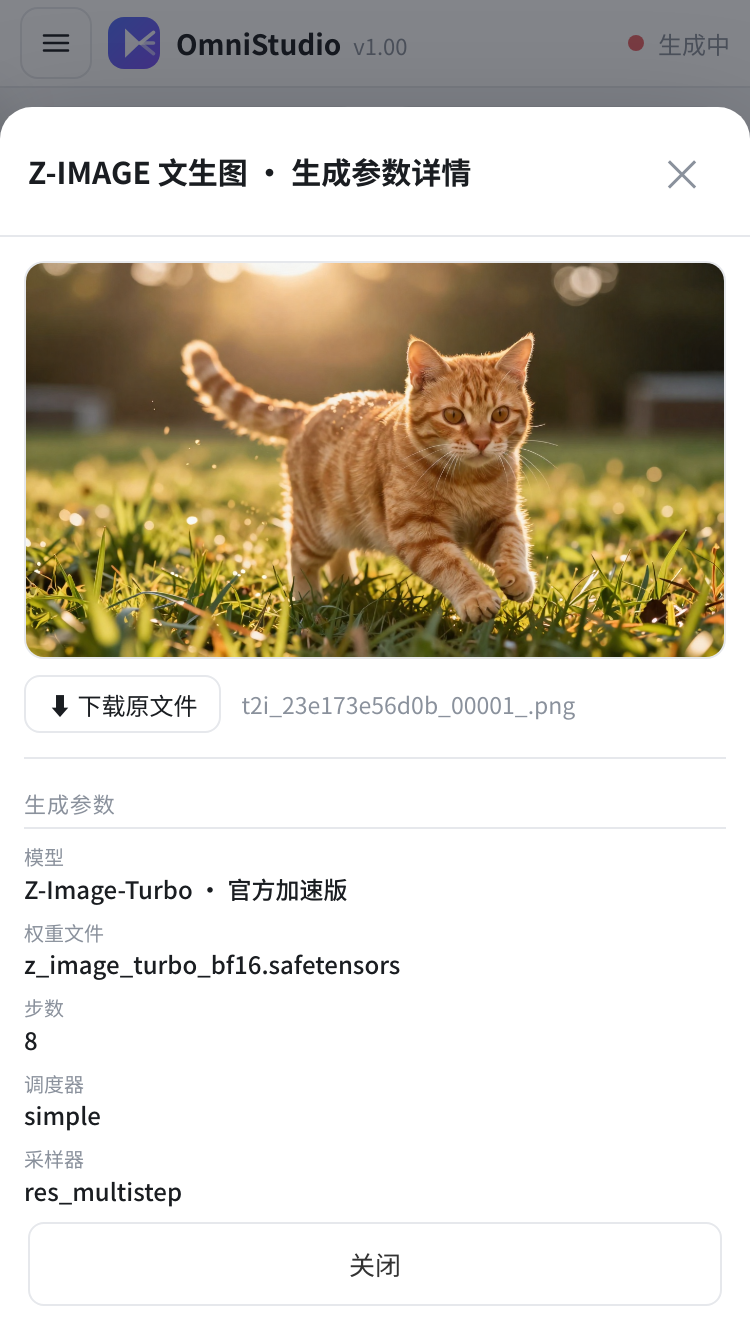 OmniStudio v1.00
生成中
Z-IMAGE 文生图 · 生成参数详情
下载原文件
t2i_23e173e56d0b_00001_.png
生成参数
模型
Z-Image-Turbo · 官方加速版
权重文件
z_image_turbo_bf16.safetensors
步数
8
调度器
simple
采样器
res_multistep
关闭